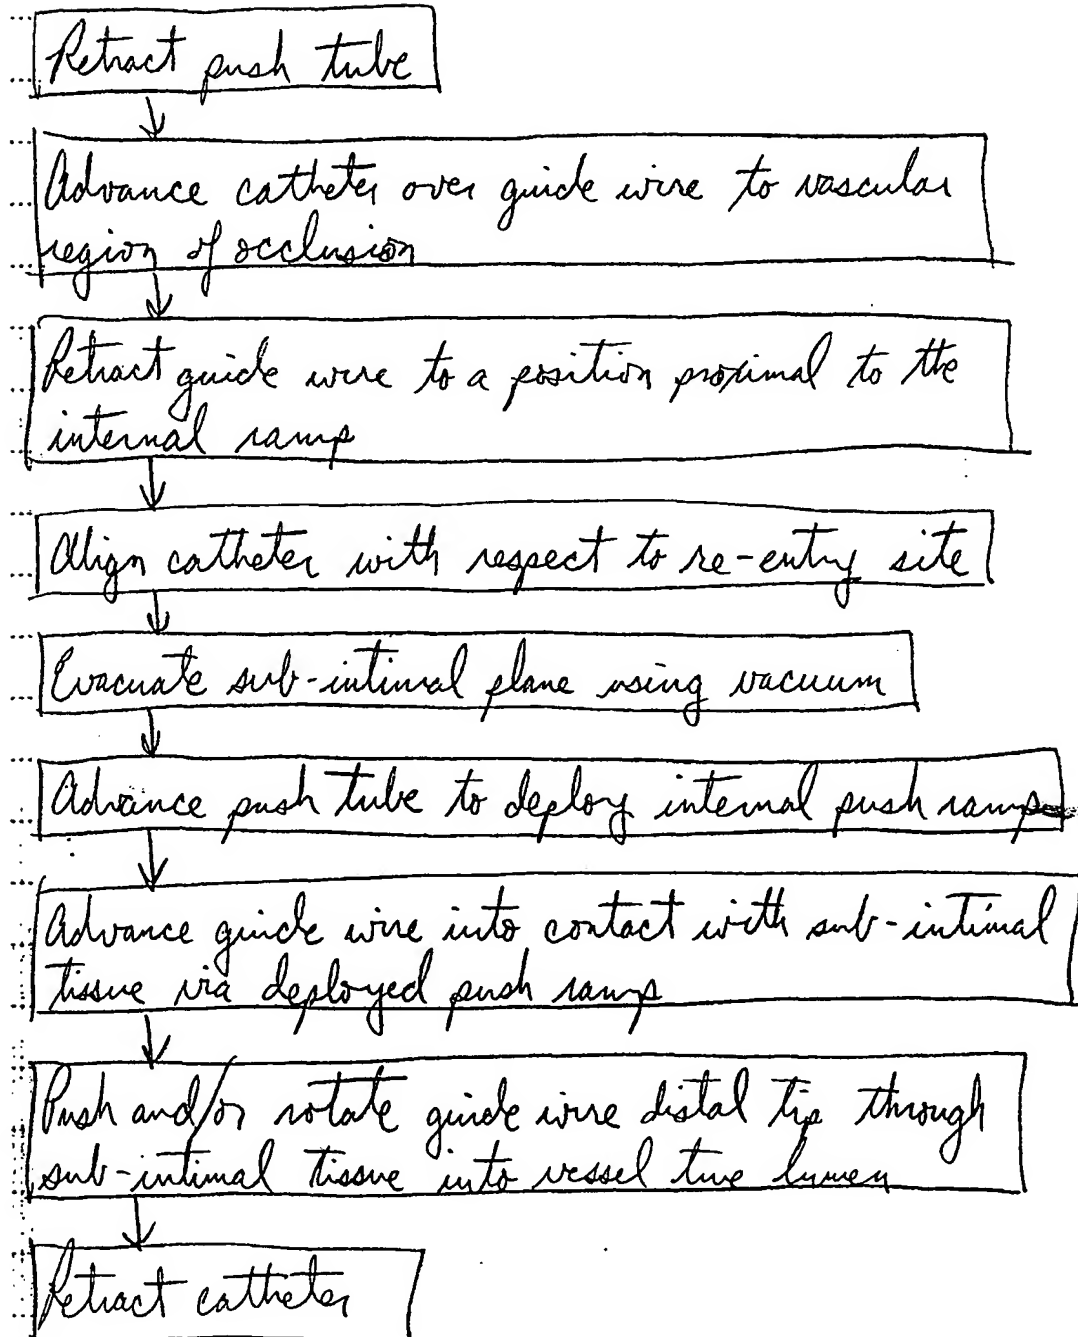 Retract push tube
Advance catheter over guide wire to vascular
region of occlusion
Retract guide wire to a position proximal to the
internal ramp
Align catheter with respect to re-entry site
Evacuate sub-intimal plane using vacuum
Advance push tube to deploy internal push ramp
Advance guide wire into contact with sub-intimal
tissue via deployed push ramp
Push and/or rotate guide wire distal tip through
sub-intimal tissue into vessel true lumen
Retract catheter